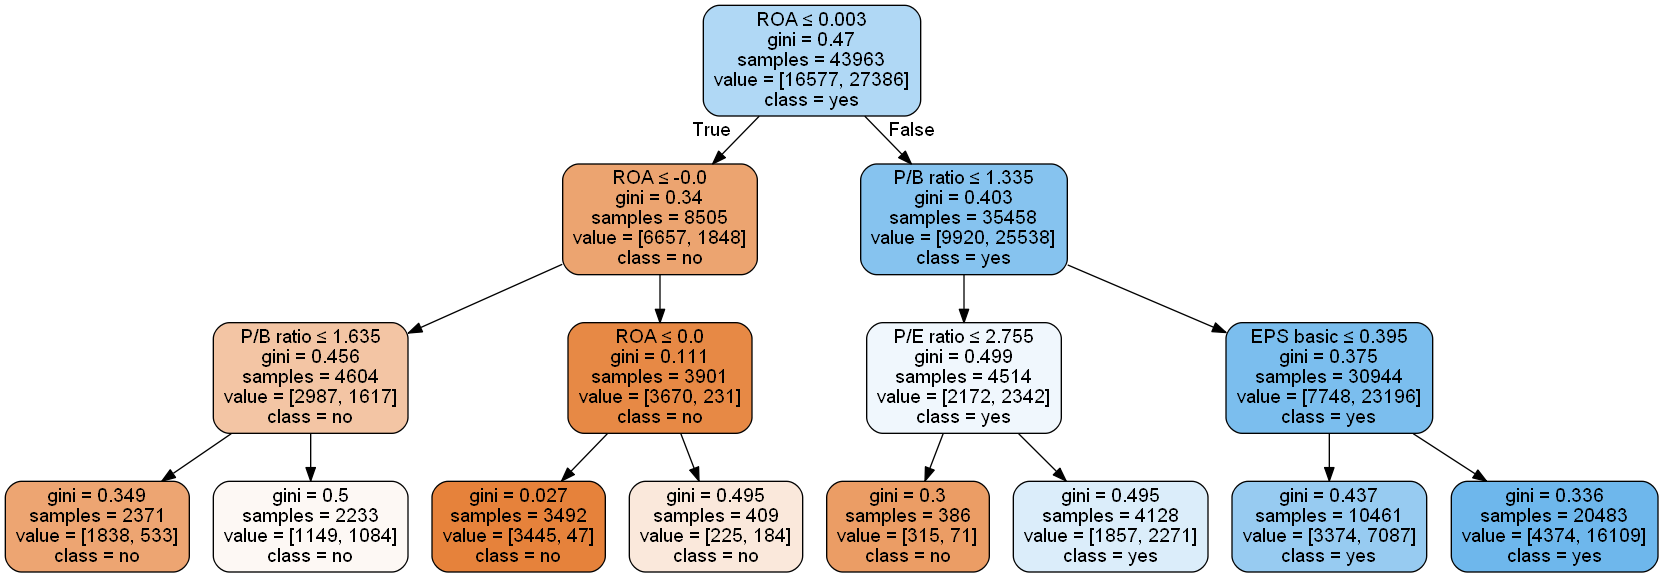 ROA ≤ 0.003
gini = 0.47
samples = 43963
value = [16577, 27386]
class = yes
True
False
ROA ≤ -0.0
gini = 0.34
samples = 8505
value = [6657, 1848]
class = no
P/B ratio ≤ 1.335
gini = 0.403
samples = 35458
value = [9920, 25538]
class = yes
P/B ratio ≤ 1.635
gini = 0.456
samples = 4604
value = [2987, 1617]
class = no
ROA ≤ 0.0
gini = 0.111
samples = 3901
value = [3670, 231]
class = no
P/E ratio ≤ 2.755
gini = 0.499
samples = 4514
value = [2172, 2342]
class = yes
EPS basic ≤ 0.395
gini = 0.375
samples = 30944
value = [7748, 23196]
class = yes
gini = 0.349
samples = 2371
value = [1838, 533]
class = no
gini = 0.5
samples = 2233
value = [1149, 1084]
class = no
gini = 0.027
samples = 3492
value = [3445, 47]
class = no
gini = 0.495
samples = 409
value = [225, 184]
class = no
gini = 0.3
samples = 386
value = [315, 71]
class = no
gini = 0.495
samples = 4128
value = [1857, 2271]
class = yes
gini = 0.437
samples = 10461
value = [3374, 7087]
class = yes
gini = 0.336
samples = 20483
value = [4374, 16109]
class = yes